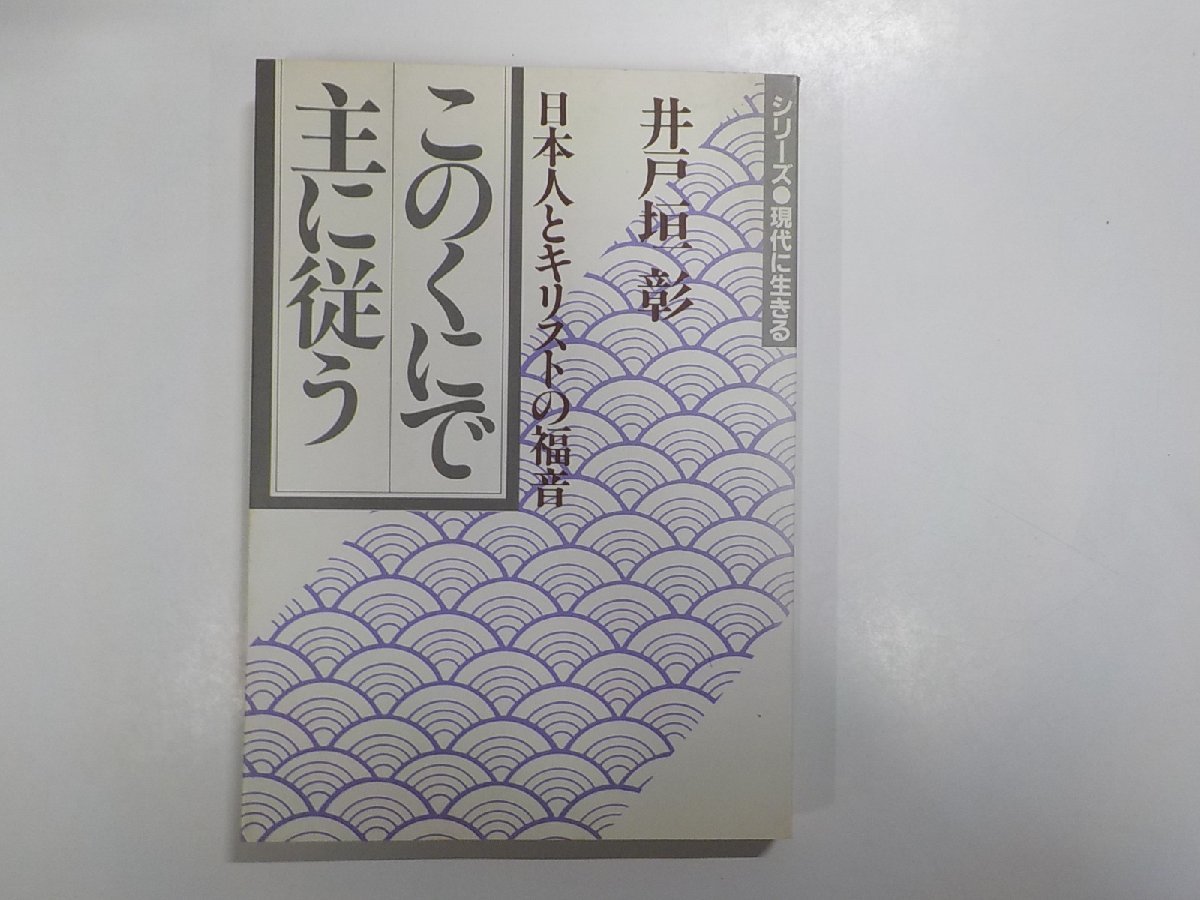 シリーズ●現代に生きる
井戸垣 彰
日本人とキリストの福音
このくにで
主に従う